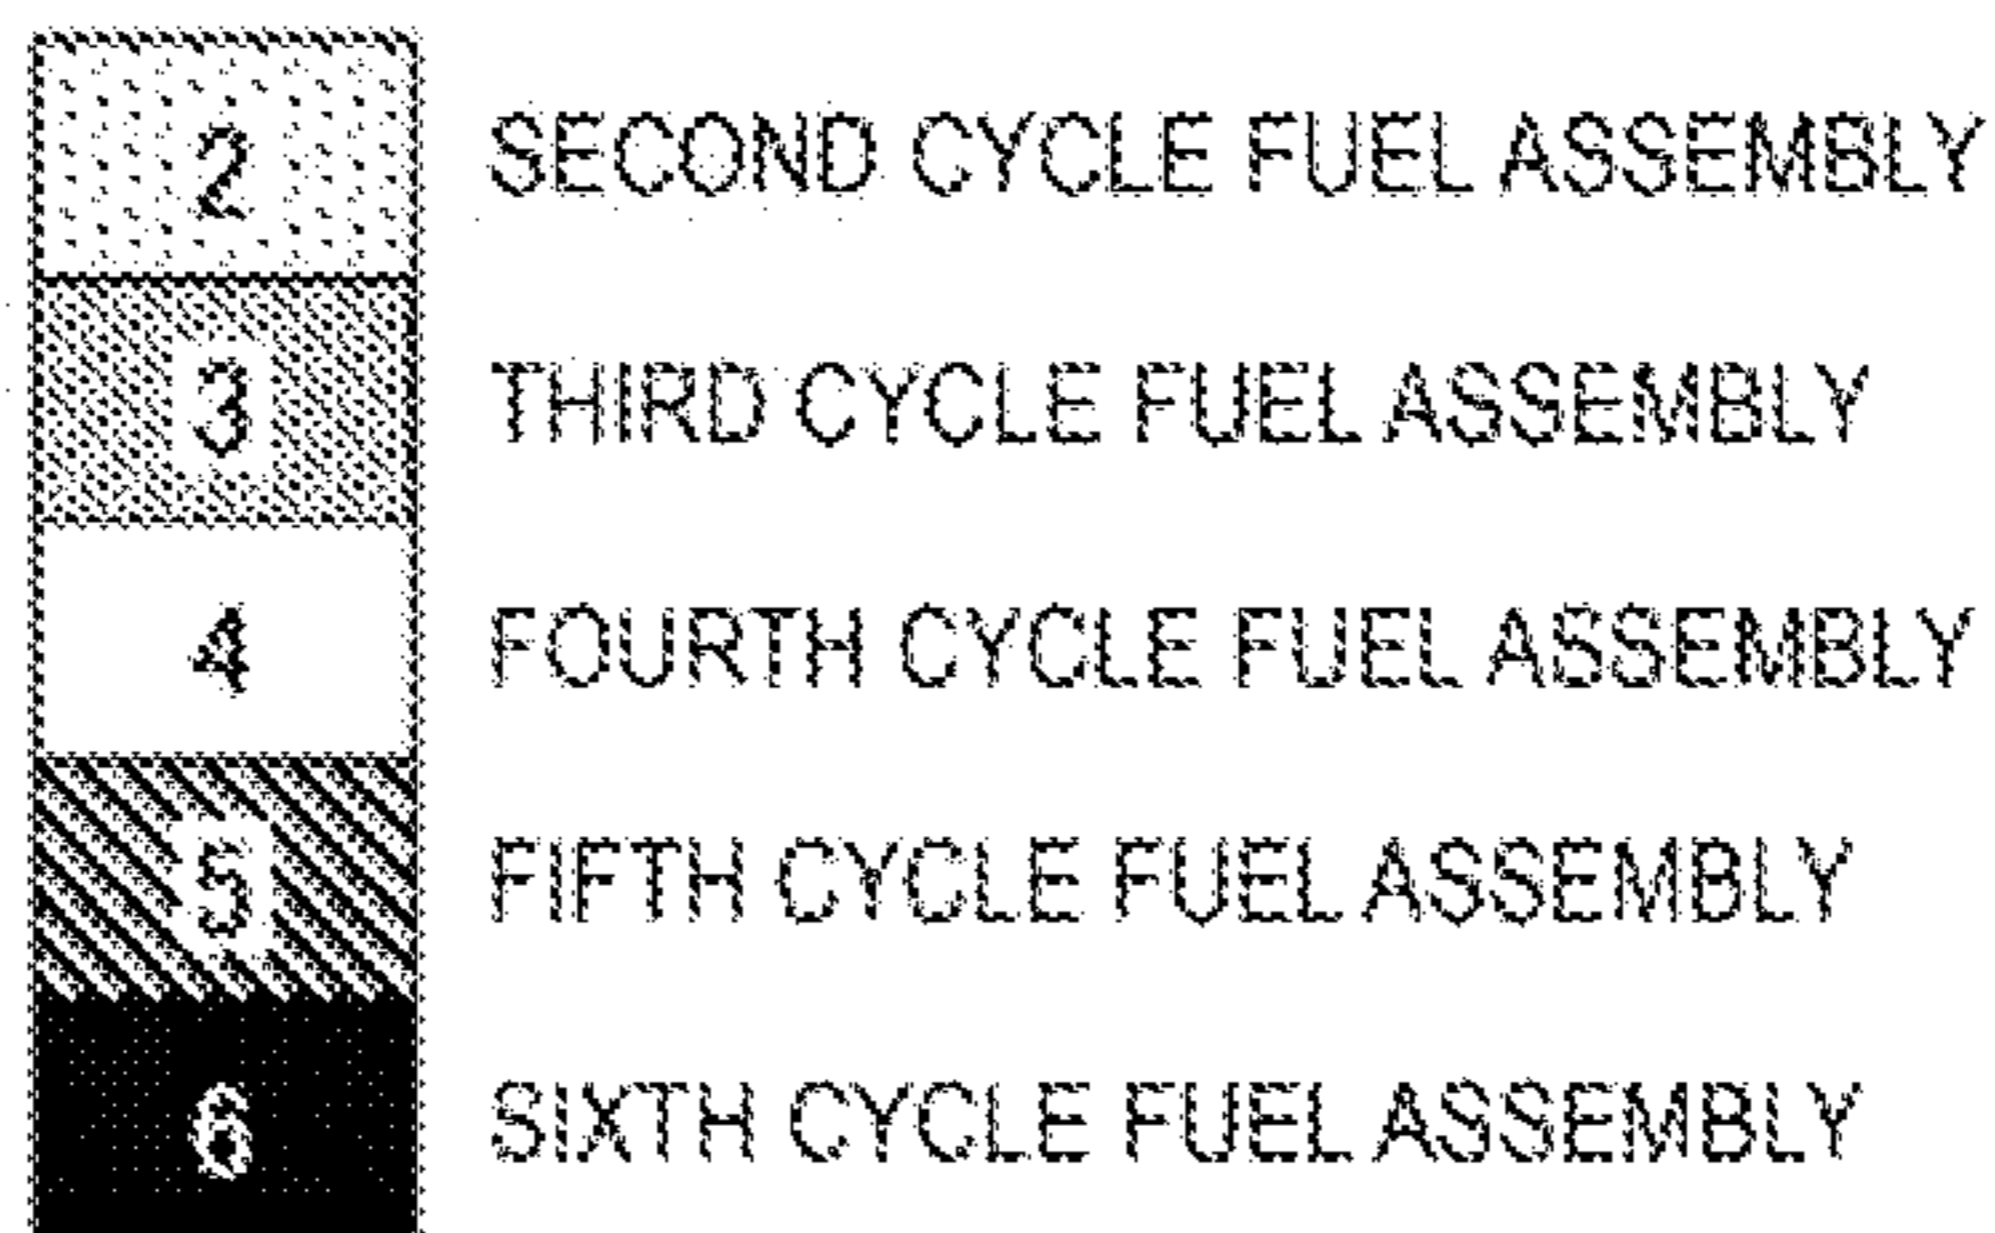 2 SECOND CYCLE FUEL ASSEMBLY
3 THIRD CYCLE FUEL ASSEMBLY
4 FOURTH CYCLE FUEL ASSEMBLY
5 FIFTH CYCLE FUEL ASSEMBLY
6 SIXTH CYCLE FUEL ASSEMBLY